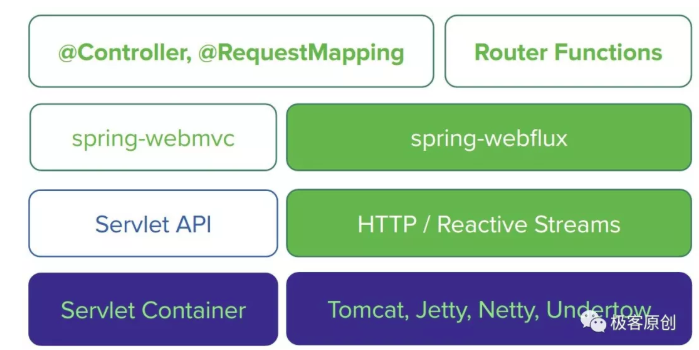 @Controller, @RequestMapping
Router Functions
spring-webmvc
spring-webflux
Servlet API
HTTP / Reactive Streams
Servlet Container
Tomcat, Jetty, Netty, Undertow
极客原创